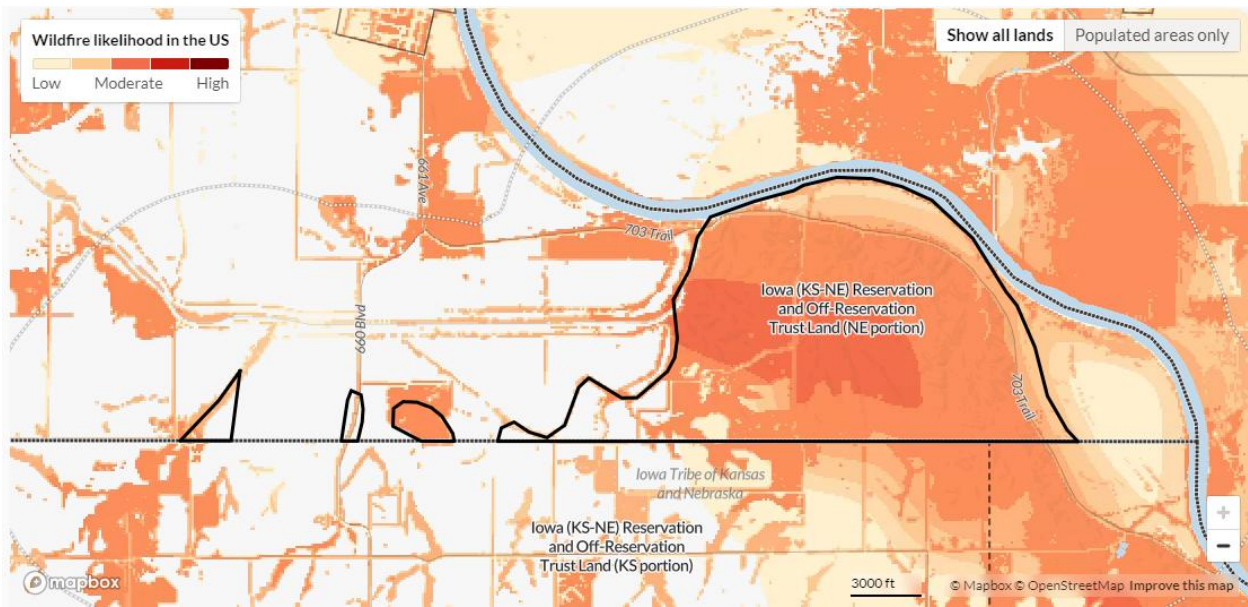 Wildfire likelihood in the US
Low Moderate High
Show all lands Populated areas only
661 Ave
703 Trail
660 Blvd
Iowa (KS-NE) Reservation
and Off-Reservation
Trust Land (NE portion)
703 Trail
Iowa Tribe of Kansas
and Nebraska
Iowa (KS-NE) Reservation
and Off-Reservation
Trust Land (KS portion)
+
−
mapbox
3000 ft
© Mapbox © OpenStreetMap Improve this map